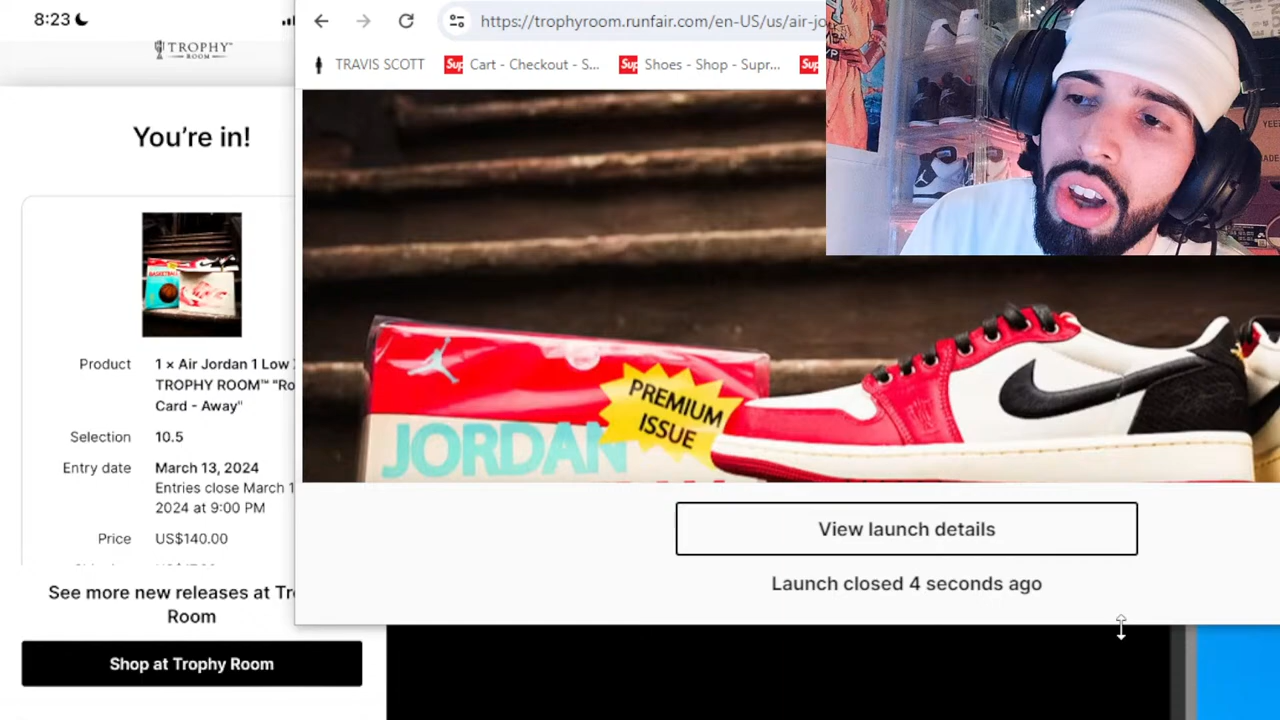 8:23
TROPHY
ROOM
You're in!
Product
1 × Air Jordan 1 Low
TROPHY ROOM™ "Ro
Card - Away"
Selection
10.5
Entry date
March 13, 2024
Entries close March 1
2024 at 9:00 PM
Price
US$140.00
See more new releases at Tr
Room
Shop at Trophy Room
https://trophyroom.runfair.com/en-US/us/air-jo
TRAVIS SCOTT
Sup
Cart - Checkout - S...
Sup
Shoes - Shop - Supr...
Sup
PREMIUM
ISSUE
JORDAN
View launch details
Launch closed 4 seconds ago